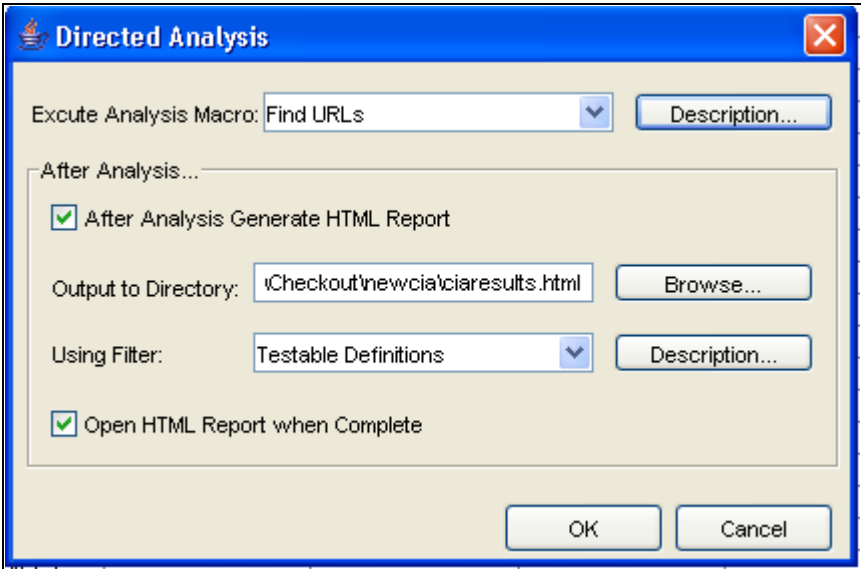 Directed Analysis
Excute Analysis Macro: Find URLs Description...
After Analysis...
After Analysis Generate HTML Report
Output to Directory: \Checkout\newcia\ciaresults.html Browse...
Using Filter: Testable Definitions Description...
Open HTML Report when Complete
OK Cancel